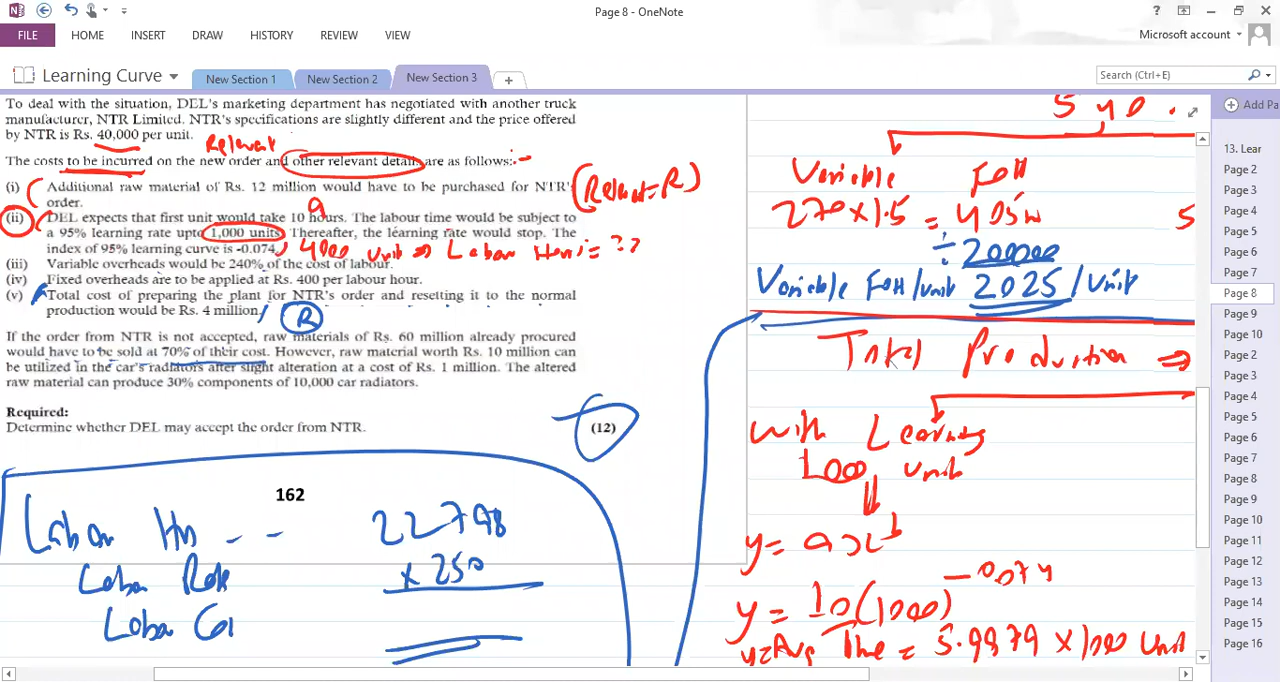 Page 8 - OneNote
FILE HOME INSERT DRAW HISTORY REVIEW VIEW
Microsoft account
Learning Curve
New Section 1
New Section 2
New Section 3
Search (Ctrl+E)
To deal with the situation, DEL's marketing department has negotiated with another truck
manufacturer, NTR Limited. NTR's specifications are slightly different and the price offered
by NTR is Rs. 40,000 per unit.
Relevant
The costs to be incurred on the new order and other relevant details are as follows:
(i) Additional raw material of Rs. 12 million would have to be purchased for NTR's
order.
(Relevant=R)
a
(ii) DEL expects that first unit would take 10 hours. The labour time would be subject to
a 95% learning rate upto 1,000 units. Thereafter, the learning rate would stop. The
index of 95% learning curve is -0.074.
4000 unit ⇒ Labour Hours = ??
(iii) Variable overheads would be 240% of the cost of labour.
(iv) Fixed overheads are to be applied at Rs. 400 per labour hour.
(v) Total cost of preparing the plant for NTR's order and resetting it to the normal
production would be Rs. 4 million.
R
If the order from NTR is not accepted, raw materials of Rs. 60 million already procured
would have to be sold at 70% of their cost. However, raw material worth Rs. 10 million can
be utilized in the car's radiators after slight alteration at a cost of Rs. 1 million. The altered
raw material can produce 30% components of 10,000 car radiators.
Required:
Determine whether DEL may accept the order from NTR.
(12)
162
Labour Hrs - - 22798
Labour Rate × 250
Labour Cost
Variable FOH
270×1.5 = 405m
5
÷ 200000
Variable FOH/unit 2025/unit
Total Production ⇒
With Learning
1000 unit
y = ax
y = 10(1000) -0.074
y=Avg Time = 5.9979 × 1000 Unit
Add Pa
13. Lear
Page 2
Page 3
Page 4
Page 5
Page 6
Page 7
Page 8
Page 9
Page 10
Page 2
Page 3
Page 4
Page 5
Page 6
Page 7
Page 8
Page 9
Page 10
Page 11
Page 12
Page 13
Page 14
Page 15
Page 16